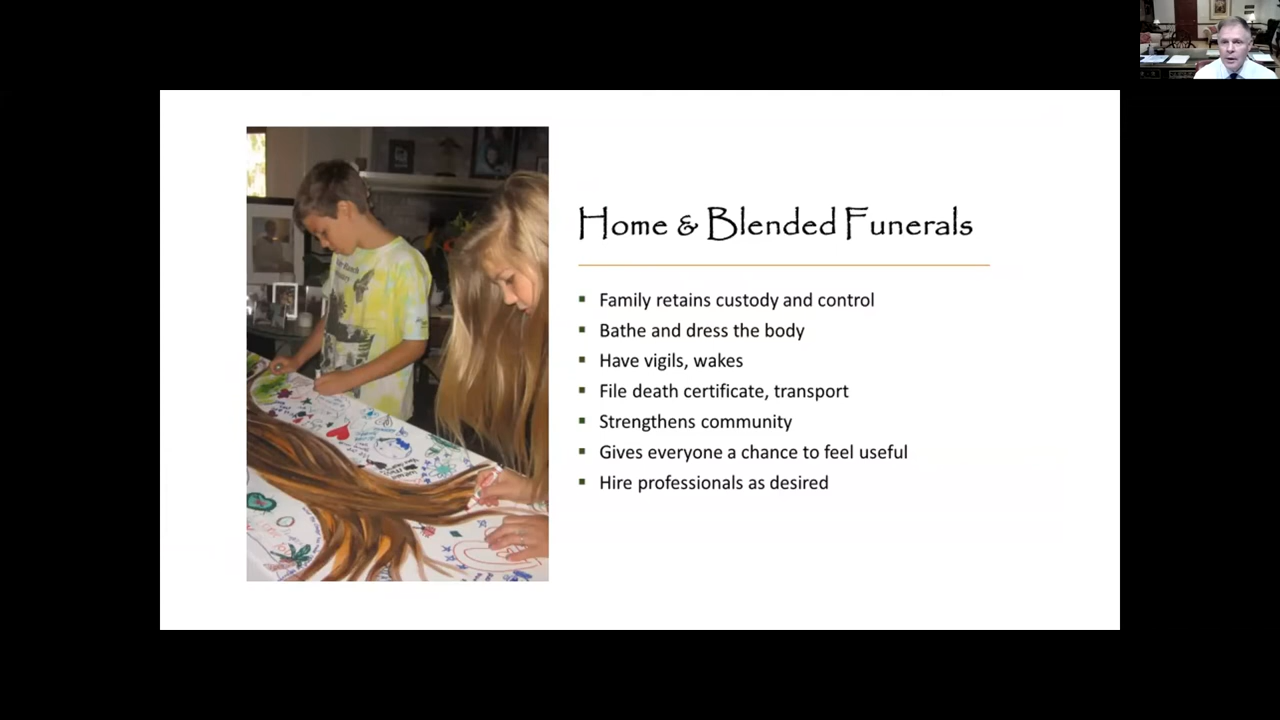 Home & Blended Funerals
Family retains custody and control
Bathe and dress the body
Have vigils, wakes
File death certificate, transport
Strengthens community
Gives everyone a chance to feel useful
Hire professionals as desired